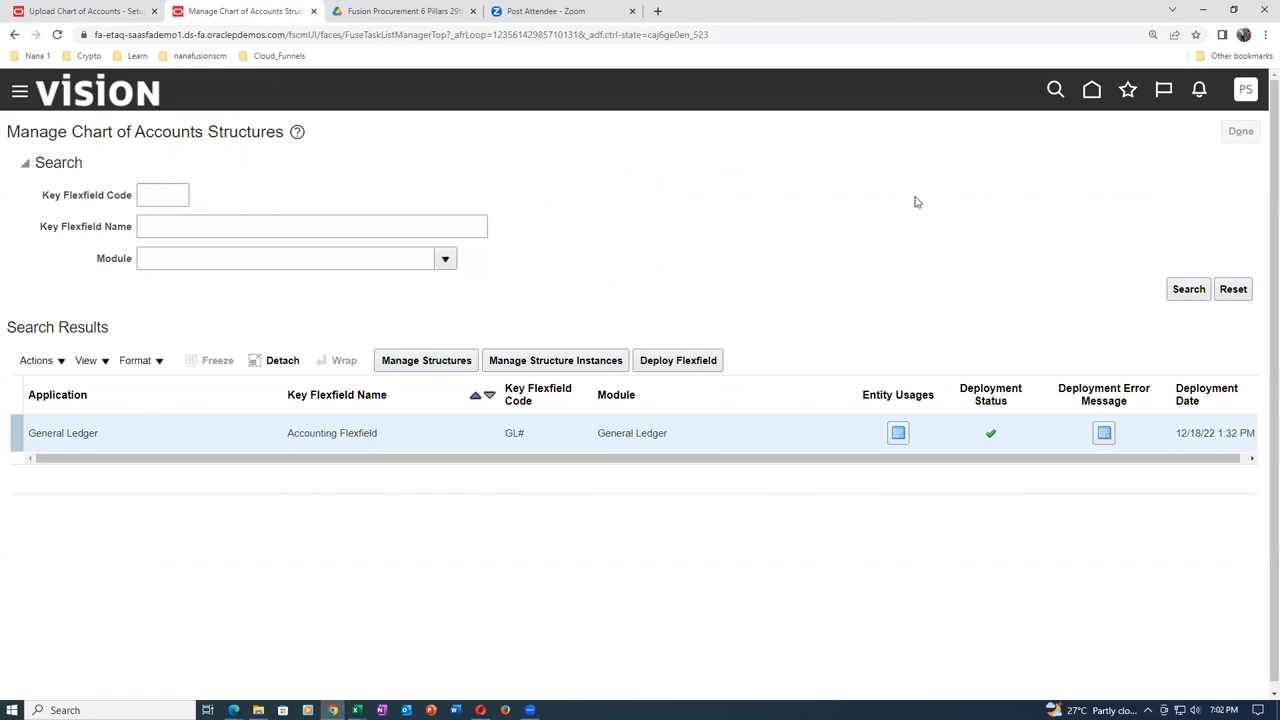 Upload Chart of Accounts - Setup
Manage Chart of Accounts Struct
Fusion Procurement 6 Pillars 29th
Post Attendee - Zoom
fa-etaq-saasfademo1.ds-fa.oraclepdemos.com/fscmUI/faces/FuseTaskListManagerTop?_afrLoop=12356142985710131&_adf.ctrl-state=caj6ge0en_523
Nana 1
Crypto
Learn
nanafusionscm
Cloud_Funnels
Other bookmarks
VISION
PS
Manage Chart of Accounts Structures
Done
Search
Key Flexfield Code
Key Flexfield Name
Module
Search Reset
Search Results
Actions View Format Freeze Detach Wrap Manage Structures Manage Structure Instances Deploy Flexfield
Application Key Flexfield Name Key Flexfield Code Module Entity Usages Deployment Status Deployment Error Message Deployment Date
General Ledger Accounting Flexfield GL# General Ledger 12/18/22 1:32 PM
Search
27°C Partly clo... 7:02 PM